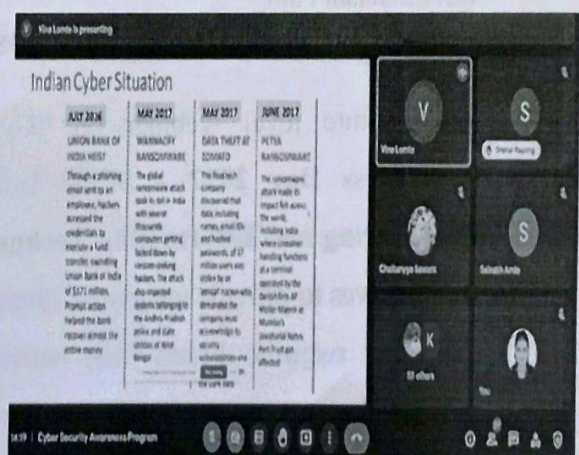 V
Vina Lomte is presenting
Indian Cyber Situation
JULY 2016
UNION BANK OF
INDIA HEIST
Through a phishing
email sent to an
employee, hackers
accessed the
credentials to
execute a fund
transfer, swindling
Union Bank of India
of $171 million.
Prompt action
helped the bank
recover almost the
entire money
MAY 2017
WANNACRY
RANSOMWARE
The global
ransomware attack
took its toll in India
with several
thousands
computers getting
locked down by
ransom-seeking
hackers. The attack
also impacted
systems belonging to
the Andhra Pradesh
police and state
utilities of West
Bengal
MAY 2017
DATA THEFT AT
ZOMATO
The food tech
company
discovered that
data, including
names, email IDs
and hashed
passwords, of 17
million users was
stolen by an
'ethical' hacker-who
demanded the
company must
acknowledge its
security
vulnerabilities-and
on
the dark web
JUNE 2017
PETYA
RANSOMWARE
The ransomware
attack made its
impact felt across
the world,
including India
where container
handling functions
at a terminal
operated by the
Danish firm AP
Moller-Maersk at
Mumbai's
Jawaharlal Nehru
Port Trust got
affected
V
Vina Lomte
S
Chaitanya
S
Sainath
K
53 others
You
14:19 | Cyber Security Awareness Program